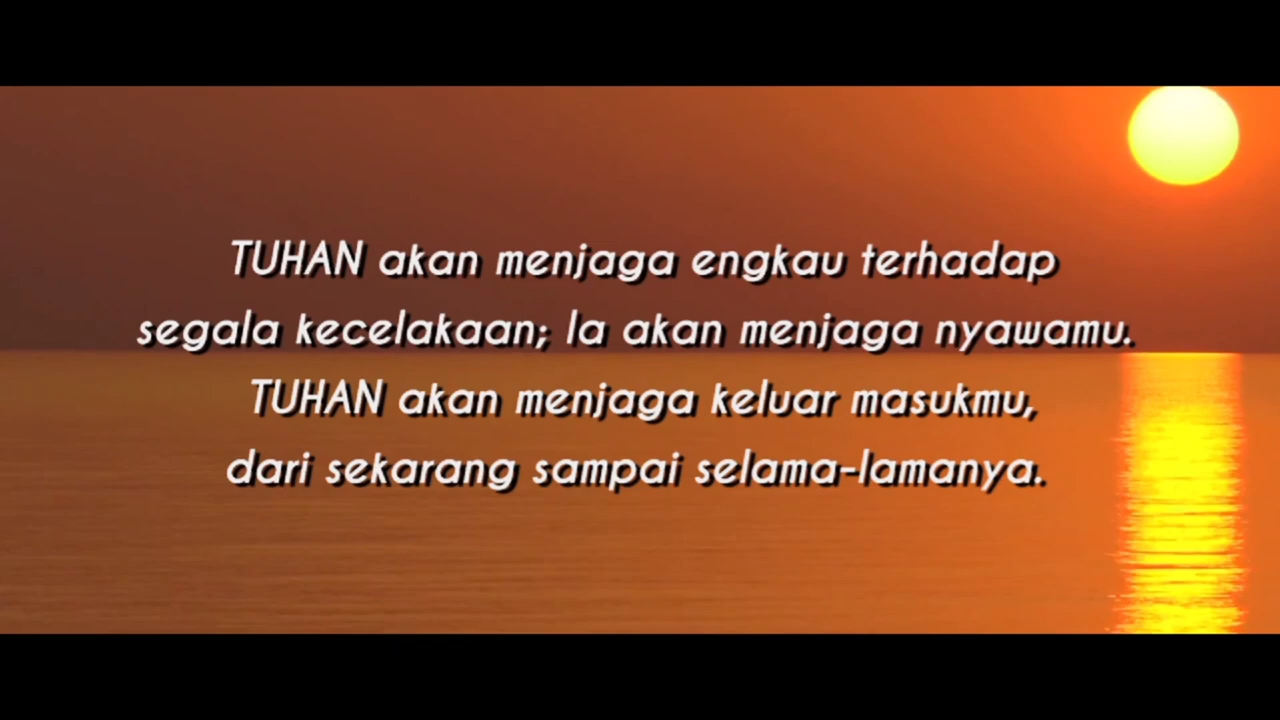 TUHAN akan menjaga engkau terhadap
segala kecelakaan; Ia akan menjaga nyawamu.
TUHAN akan menjaga keluar masukmu,
dari sekarang sampai selama-lamanya.